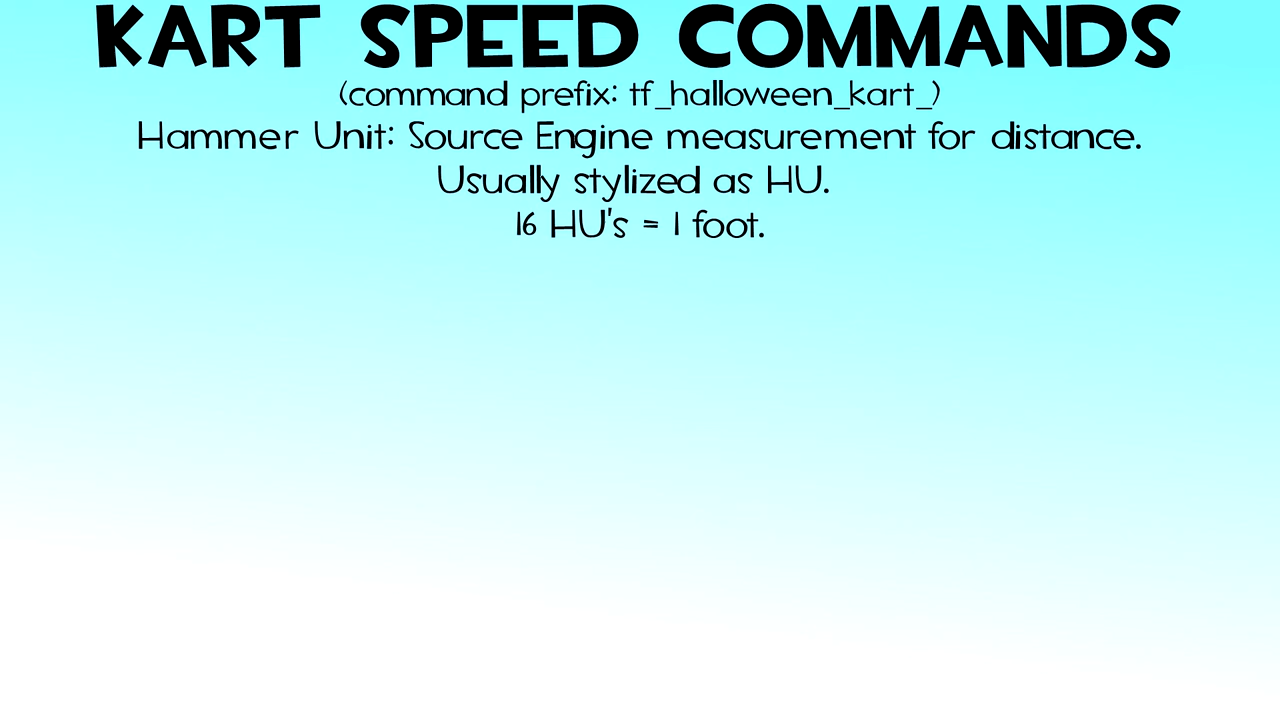 KART SPEED COMMANDS
(command prefix: tf_halloween_kart_)
Hammer Unit: Source Engine measurement for distance.
Usually stylized as HU.
16 HU's = 1 foot.